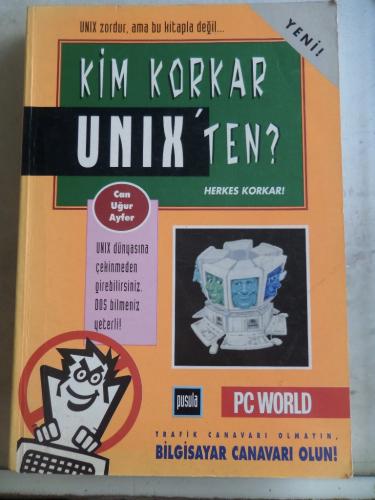 UNIX zordur, ama bu kitapla değil...
YENİ!
KİM KORKAR
UNIX'TEN?
HERKES KORKAR!
Can
Uğur
Ayfer
UNIX dünyasına
çekinmeden
girebilirsiniz.
DOS bilmeniz
yeterli!
pusula
PC WORLD
TRAFİK CANAVARI OLMAYIN,
BİLGİSAYAR CANAVARI OLUN!